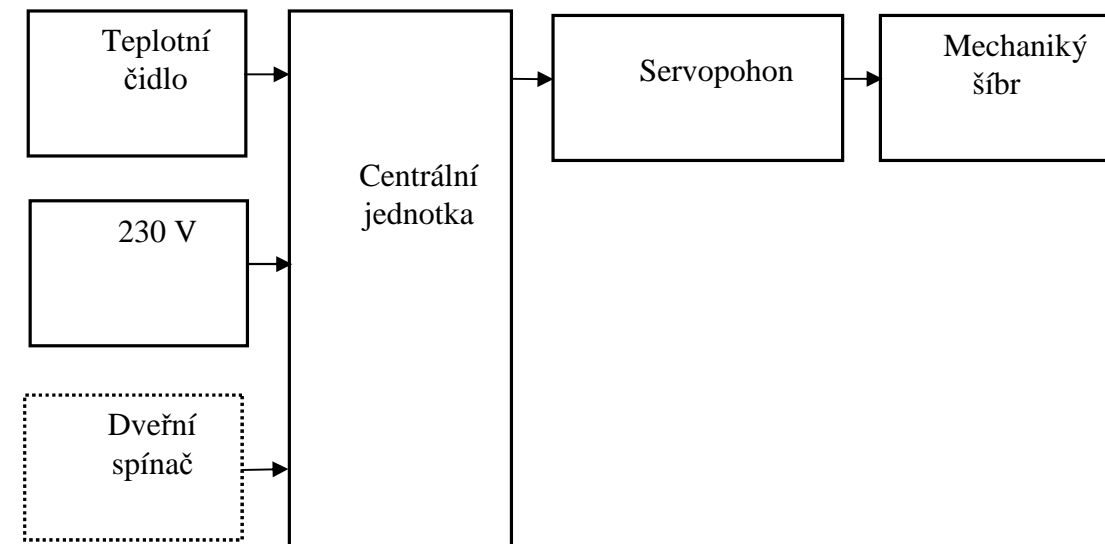 Teplotní
čidlo
230 V
Dveřní
spínač
Centrální
jednotka
Servopohon
Mechaniký
šíbr